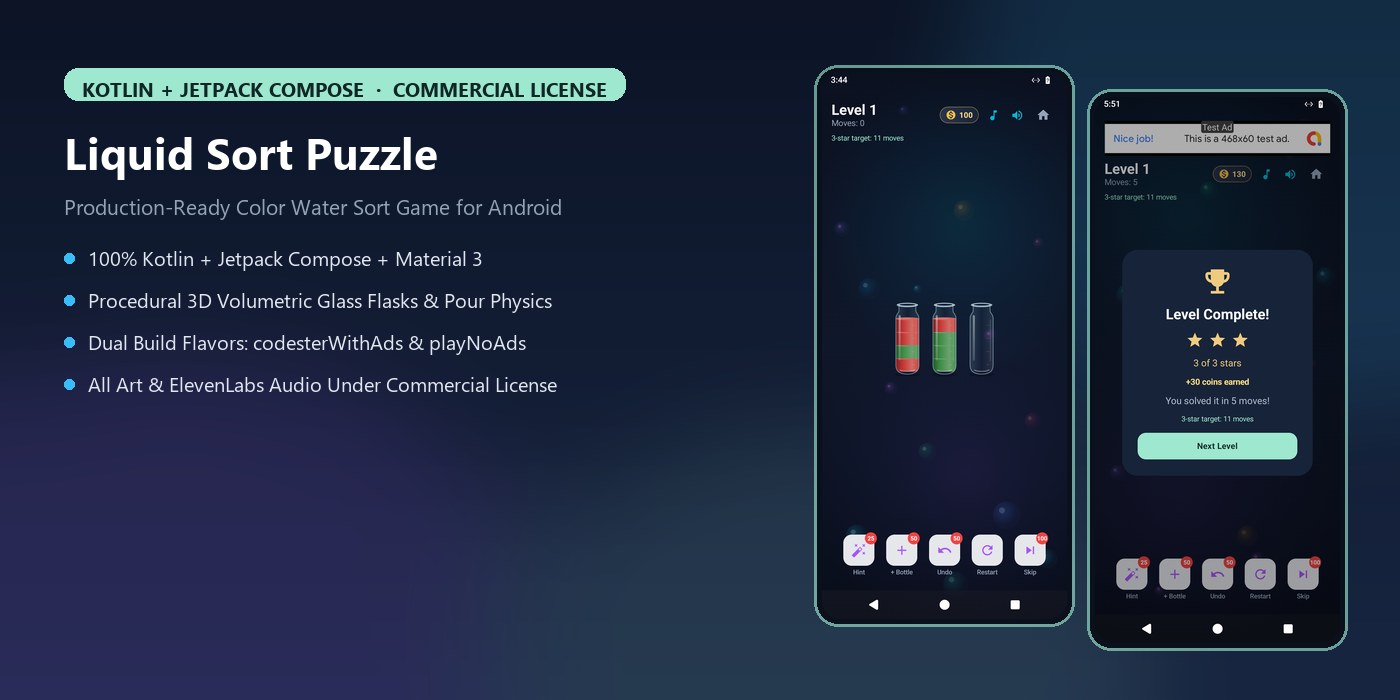 KOTLIN + JETPACK COMPOSE · COMMERCIAL LICENSE
Liquid Sort Puzzle
Production-Ready Color Water Sort Game for Android
100% Kotlin + Jetpack Compose + Material 3
Procedural 3D Volumetric Glass Flasks & Pour Physics
Dual Build Flavors: codesterWithAds & playNoAds
All Art & ElevenLabs Audio Under Commercial License
3:44
Level 1
100
Moves: 0
3-star target: 11 moves
25
50
50
100
Hint
+ Bottle
Undo
Restart
Skip
5:51
Test Ad
Nice job!
This is a 468x60 test ad.
Level 1
130
Moves: 5
3-star target: 11 moves
Level Complete!
3 of 3 stars
+30 coins earned
You solved it in 5 moves!
3-star target: 11 moves
Next Level
25
50
50
100
Hint
+ Bottle
Undo
Restart
Skip